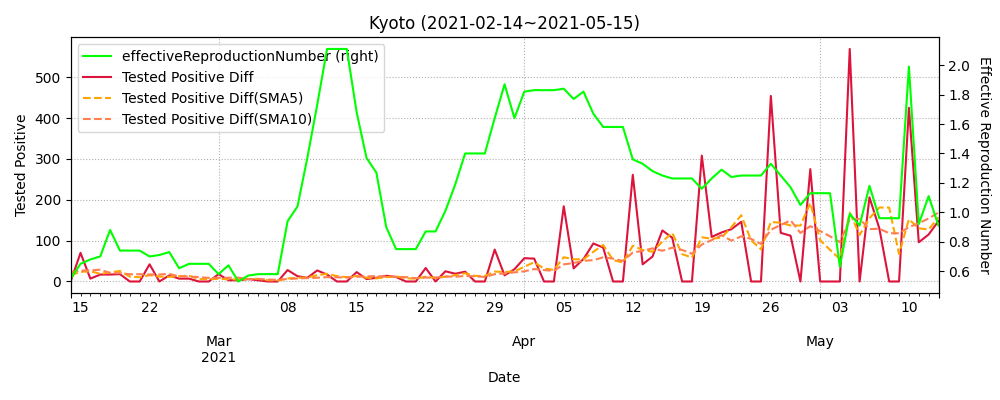 Kyoto (2021-02-14~2021-05-15)
effectiveReproductionNumber (right)
Tested Positive Diff
Tested Positive Diff(SMA5)
Tested Positive Diff(SMA10)
Tested Positive
500
400
300
200
100
0
2.0
1.8
1.6
1.4
1.2
1.0
0.8
0.6
Effective Reproduction Number
15 22 08 15 22 29 05 12 19 26 03 10
Mar Apr May
2021
Date